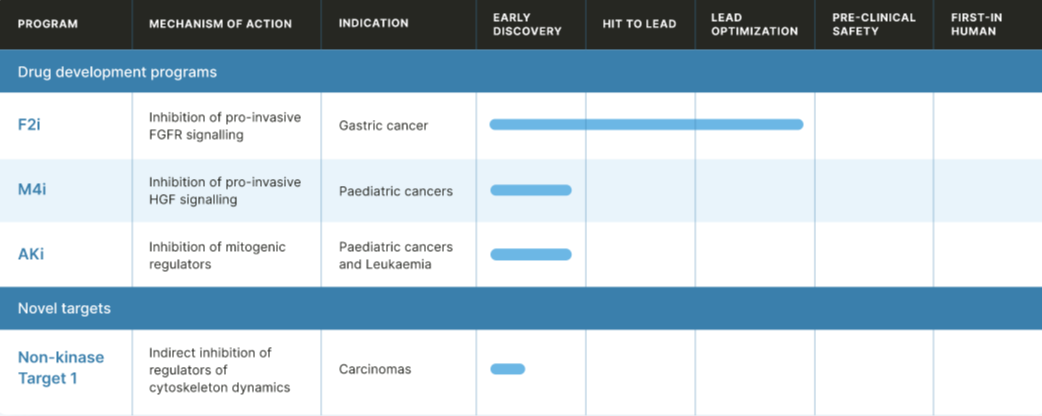 PROGRAM
MECHANISM OF ACTION
INDICATION
EARLY
DISCOVERY
HIT TO LEAD
LEAD
OPTIMIZATION
PRE-CLINICAL
SAFETY
FIRST-IN
HUMAN
Drug development programs
F2i
Inhibition of pro-invasive
FGFR signalling
Gastric cancer
M4i
Inhibition of pro-invasive
HGF signalling
Paediatric cancers
AKi
Inhibition of mitogenic
regulators
Paediatric cancers
and Leukaemia
Novel targets
Non-kinase
Target 1
Indirect inhibition of
regulators of
cytoskeleton dynamics
Carcinomas